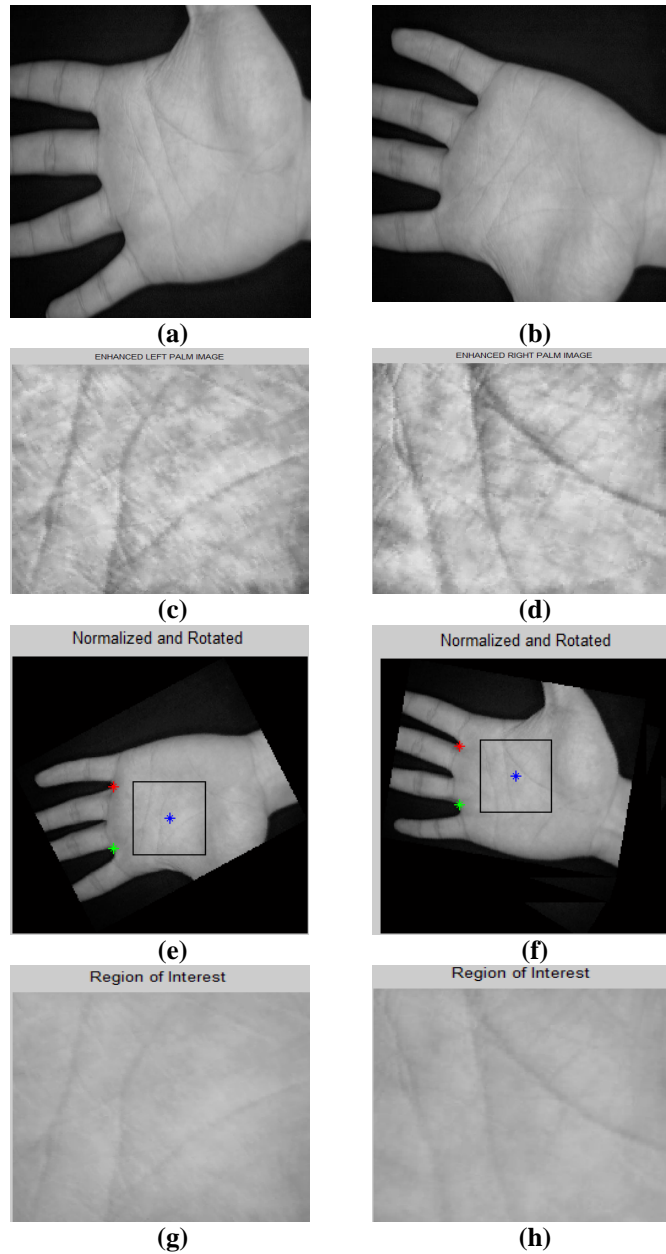 (a)
(b)
ENHANCED LEFT PALM IMAGE
ENHANCED RIGHT PALM IMAGE
(c)
(d)
Normalized and Rotated
Normalized and Rotated
(e)
(f)
Region of Interest
Region of Interest
(g)
(h)